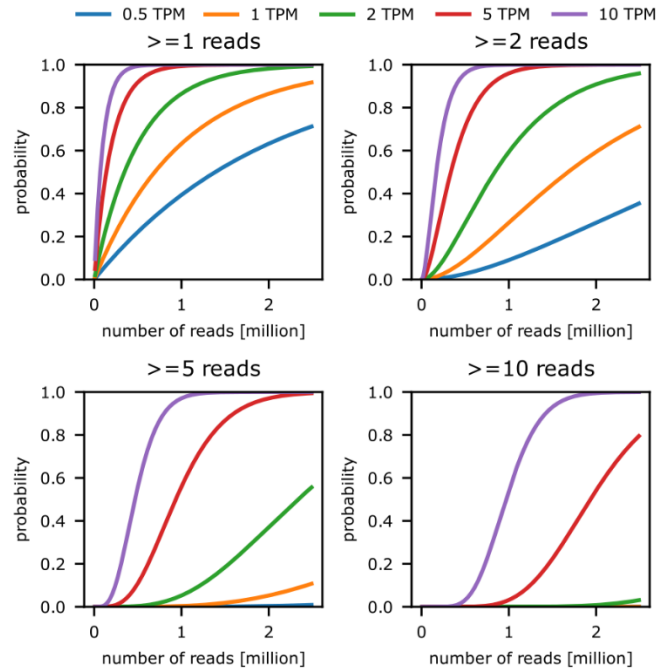 0.5 TPM 1 TPM 2 TPM 5 TPM 10 TPM
>=1 reads
1.0
0.8
0.6
0.4
0.2
0.0
probability
0 1 2
number of reads [million]
>=2 reads
1.0
0.8
0.6
0.4
0.2
0.0
probability
0 1 2
number of reads [million]
>=5 reads
1.0
0.8
0.6
0.4
0.2
0.0
probability
0 1 2
number of reads [million]
>=10 reads
1.0
0.8
0.6
0.4
0.2
0.0
probability
0 1 2
number of reads [million]